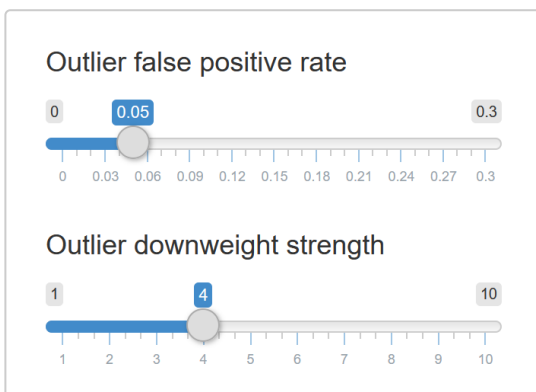 Outlier false positive rate
0 0.05 0.3
0 0.03 0.06 0.09 0.12 0.15 0.18 0.21 0.24 0.27 0.3
Outlier downweight strength
1 4 10
1 2 3 4 5 6 7 8 9 10